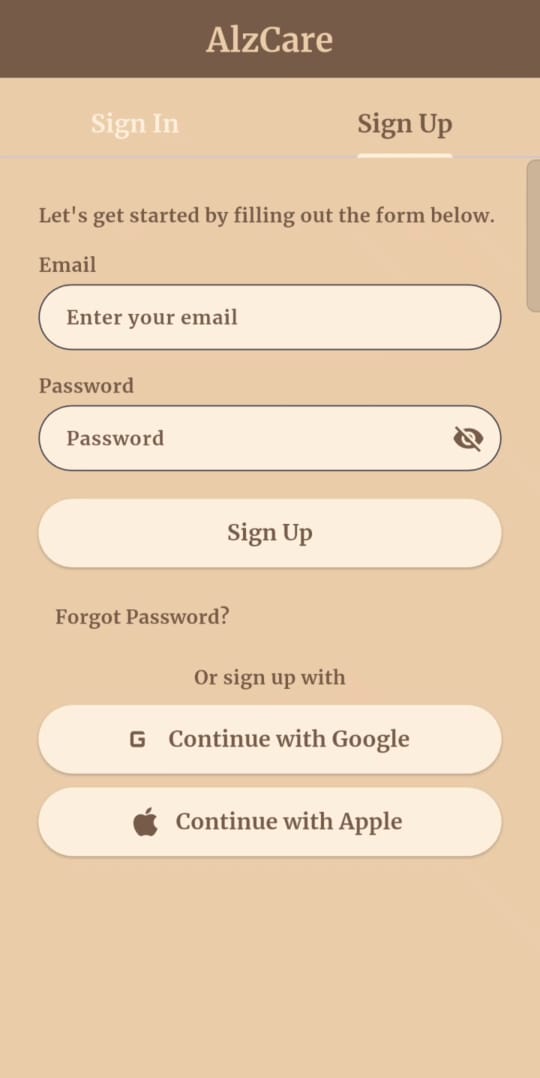 AlzCare
Sign In
Sign Up
Let's get started by filling out the form below.
Email
Enter your email
Password
Password
Sign Up
Forgot Password?
Or sign up with
G Continue with Google
Continue with Apple